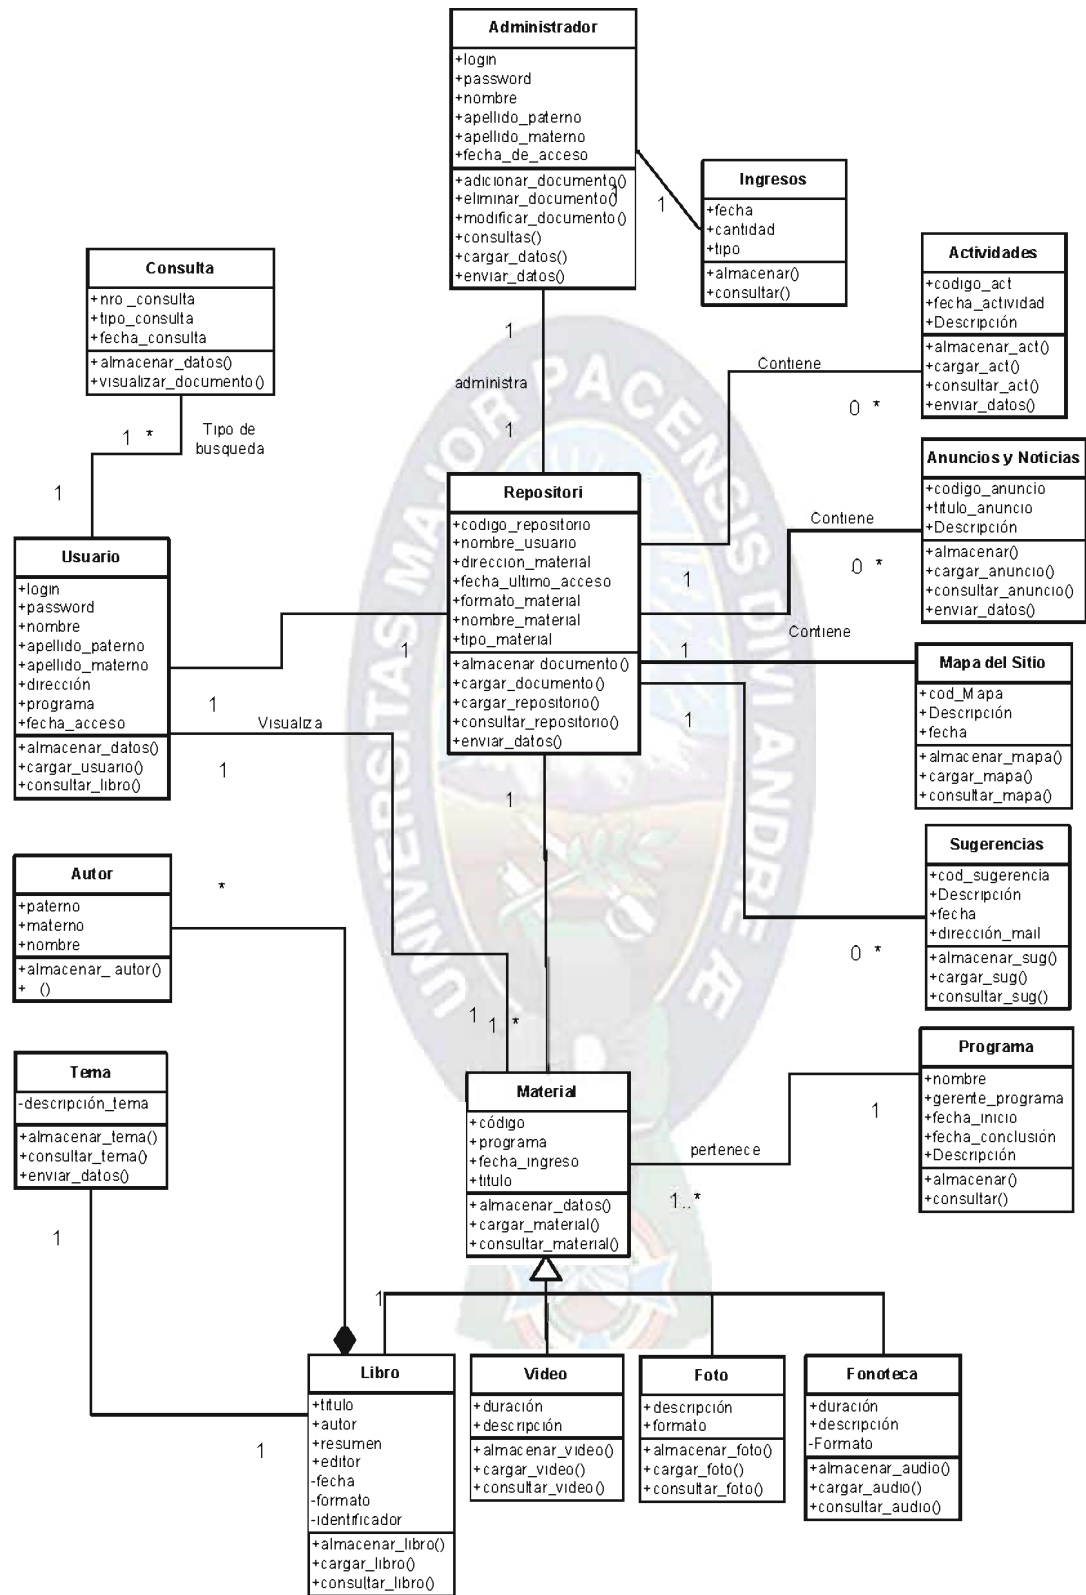 Administrador
+login
+password
+nombre
+apellido_paterno
+apellido_materno
+fecha_de_acceso
+adicionar_documento()
+eliminar_documento()
+modificar_documento()
+consultas()
+cargar_datos()
+enviar_datos()
1
1
Ingresos
+fecha
+cantidad
+tipo
+almacenar()
+consultar()
Consulta
+nro_consulta
+tipo_consulta
+fecha_consulta
+almacenar_datos()
+visualizar_documento()
Actividades
+codigo_act
+fecha_actividad
+Descripción
+almacenar_act()
+cargar_act()
+consultar_act()
+enviar_datos()
1
administra
1
Contiene
0 *
1 *
Tipo de
busqueda
1
Anuncios y Noticias
+codigo_anuncio
+titulo_anuncio
+Descripción
+almacenar()
+cargar_anuncio()
+consultar_anuncio()
+enviar_datos()
Repositori
+codigo_repositorio
+nombre_usuario
+direccion_material
+fecha_ultimo_acceso
+formato_material
+nombre_material
+tipo_material
+almacenar documento()
+cargar_documento()
+cargar_repositorio()
+consultar_repositorio()
+enviar_datos()
Contiene
0 *
1
Contiene
1
1
Usuario
+login
+password
+nombre
+apellido_paterno
+apellido_materno
+dirección
+programa
+fecha_acceso
+almacenar_datos()
+cargar_usuario()
+consultar_libro()
1
1
Visualiza
1
1
Mapa del Sitio
+cod_Mapa
+Descripción
+fecha
+almacenar_mapa()
+cargar_mapa()
+consultar_mapa()
Sugerencias
+cod_sugerencia
+Descripción
+fecha
+dirección_mail
+almacenar_sug()
+cargar_sug()
+consultar_sug()
0 *
Autor
+paterno
+materno
+nombre
+almacenar_ autor()
+ ()
*
1
1 *
UNIVERSITAS MAJOR PACENSIS DIVI ANDRE Æ
Tema
-descripción_tema
+almacenar_tema()
+consultar_tema()
+enviar_datos()
1
Material
+código
+programa
+fecha_ingreso
+titulo
+almacenar_datos()
+cargar_material()
+consultar_material()
pertenece
1
1..*
Programa
+nombre
+gerente_programa
+fecha_inicio
+fecha_conclusión
+Descripción
+almacenar()
+consultar()
1
1
Libro
+titulo
+autor
+resumen
+editor
-fecha
-formato
-identificador
+almacenar_libro()
+cargar_libro()
+consultar_libro()
Video
+duración
+descripción
+almacenar_video()
+cargar_video()
+consultar_video()
Foto
+descripción
+formato
+almacenar_foto()
+cargar_foto()
+consultar_foto()
Fonoteca
+duración
+descripción
-Formato
+almacenar_audio()
+cargar_audio()
+consultar_audio()